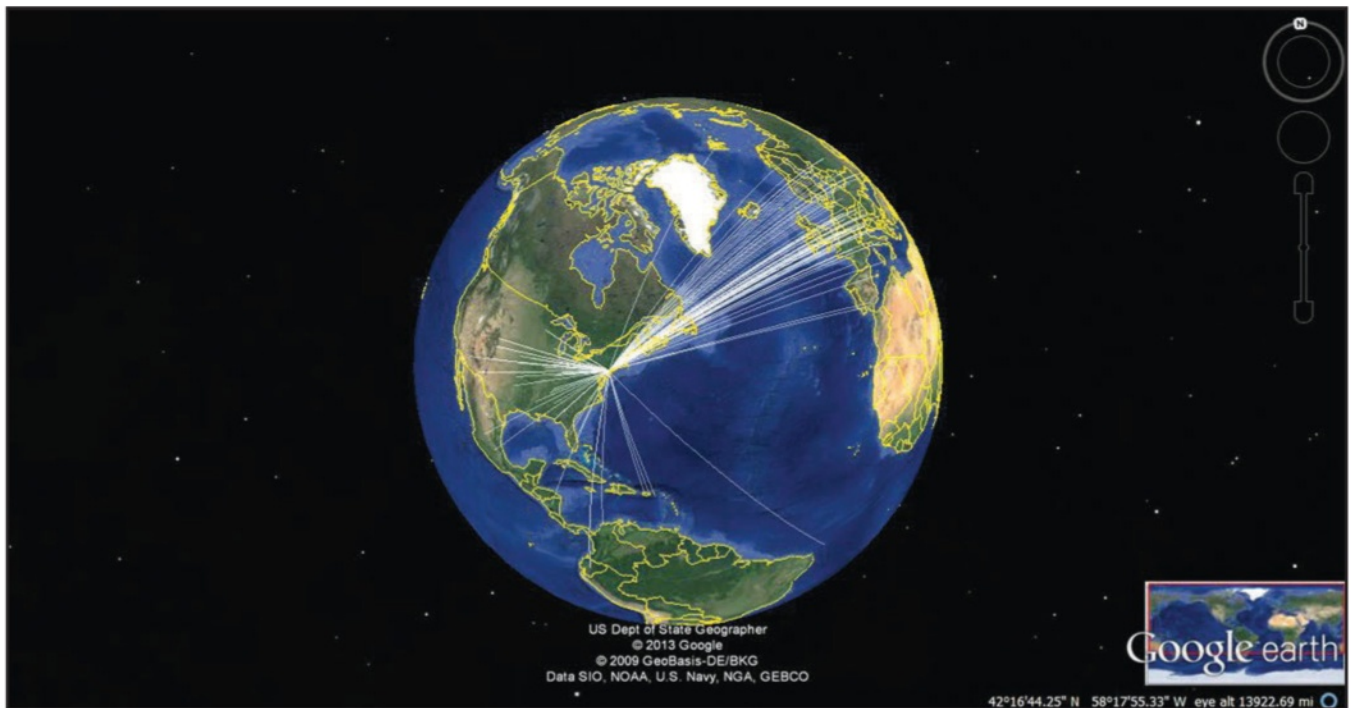 N
US Dept of State Geographer
© 2013 Google
© 2009 GeoBasis-DE/BKG
Data SIO, NOAA, U.S. Navy, NGA, GEBCO
Google earth
42°16'44.25" N 58°17'55.33" W eye alt 13922.69 mi